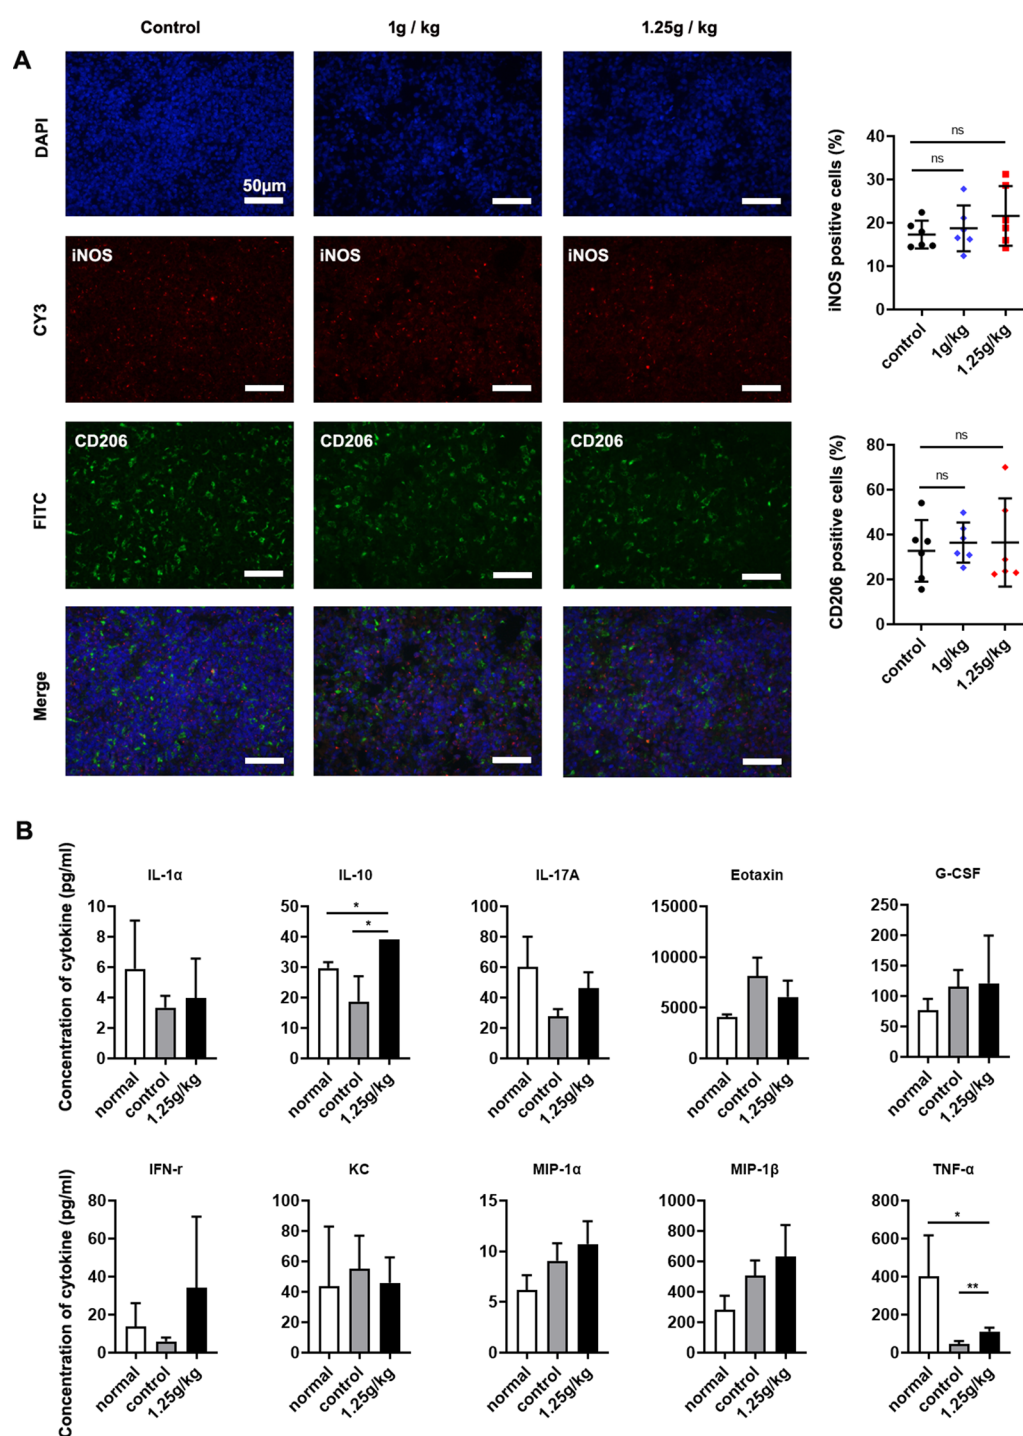 Control 1g / kg 1.25g / kg
A
DAPI
50µm
CY3
iNOS iNOS iNOS
FITC
CD206 CD206 CD206
Merge
iNOS positive cells (%)
40
30
20
10
0
ns
ns
control 1g/kg 1.25g/kg
CD206 positive cells (%)
80
60
40
20
0
ns
ns
control 1g/kg 1.25g/kg
B
Concentration of cytokine (pg/ml)
IL-1α
10
8
6
4
2
0
normal control 1.25g/kg
IL-10
50
40
30
20
10
0
*
*
normal control 1.25g/kg
IL-17A
100
80
60
40
20
0
normal control 1.25g/kg
Eotaxin
15000
10000
5000
0
normal control 1.25g/kg
G-CSF
250
200
150
100
50
0
normal control 1.25g/kg
Concentration of cytokine (pg/ml)
IFN-r
80
60
40
20
0
normal control 1.25g/kg
KC
100
80
60
40
20
0
normal control 1.25g/kg
MIP-1α
15
10
5
0
normal control 1.25g/kg
MIP-1β
1000
800
600
400
200
0
normal control 1.25g/kg
TNF-α
800
600
400
200
0
*
**
normal control 1.25g/kg